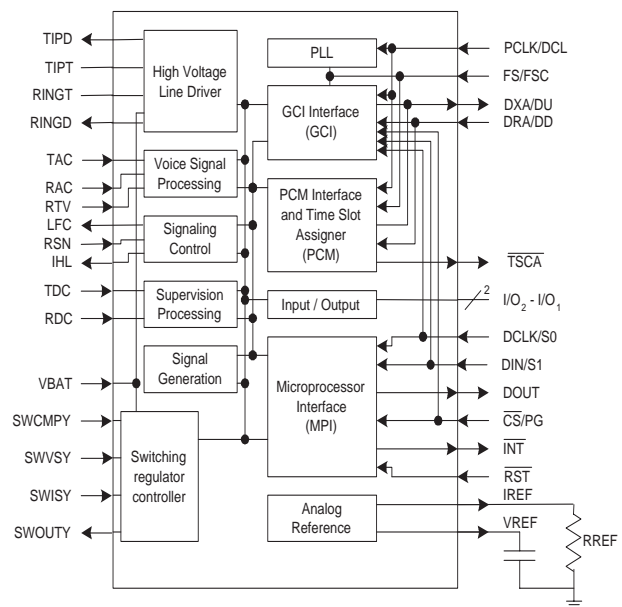 TIPD
TIPT
RINGT
RINGD
TAC
RAC
RTV
LFC
RSN
IHL
TDC
RDC
VBAT
SWCMPY
SWVSY
SWISY
SWOUTY
High Voltage
Line Driver
Voice Signal
Processing
Signaling
Control
Supervision
Processing
Signal
Generation
Switching
regulator
controller
PLL
GCI Interface
(GCI)
PCM Interface
and Time Slot
Assigner
(PCM)
Input / Output
Microprocessor
Interface
(MPI)
Analog
Reference
PCLK/DCL
FS/FSC
DXA/DU
DRA/DD
TSCA
2
I/O2 - I/O1
DCLK/S0
DIN/S1
DOUT
CS/PG
INT
RST
IREF
VREF
RREF